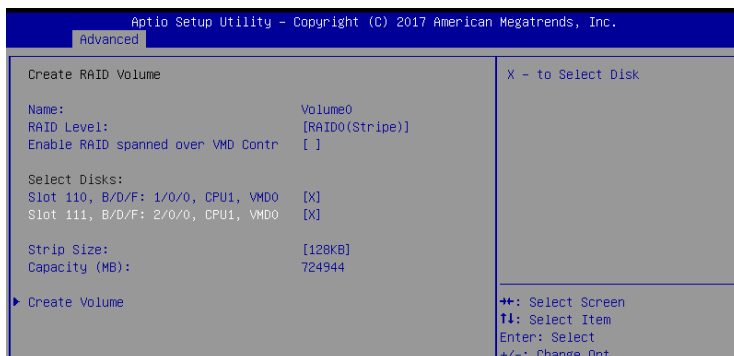 Aptio Setup Utility – Copyright (C) 2017 American Megatrends, Inc.
Advanced
Create RAID Volume
Name: Volume0
RAID Level: [RAID0(Stripe)]
Enable RAID spanned over VMD Contr [ ]
Select Disks:
Slot 110, B/D/F: 1/0/0, CPU1, VMD0 [X]
Slot 111, B/D/F: 2/0/0, CPU1, VMD0 [X]
Strip Size: [128KB]
Capacity (MB): 724944
Create Volume
X – to Select Disk
→←: Select Screen
↑↓: Select Item
Enter: Select
+/-: Change Opt.